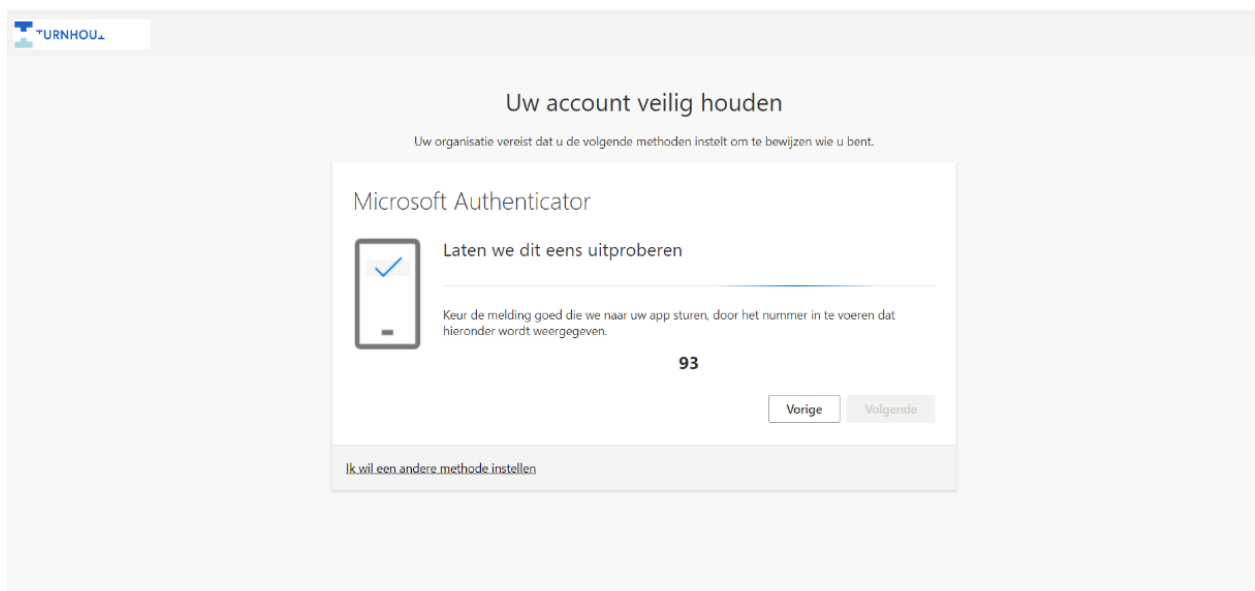 TURNHOUT
Uw account veilig houden
Uw organisatie vereist dat u de volgende methoden instelt om te bewijzen wie u bent.
Microsoft Authenticator
Laten we dit eens uitproberen
Keur de melding goed die we naar uw app sturen, door het nummer in te voeren dat
hieronder wordt weergegeven.
93
Vorige
Volgende
Ik wil een andere methode instellen